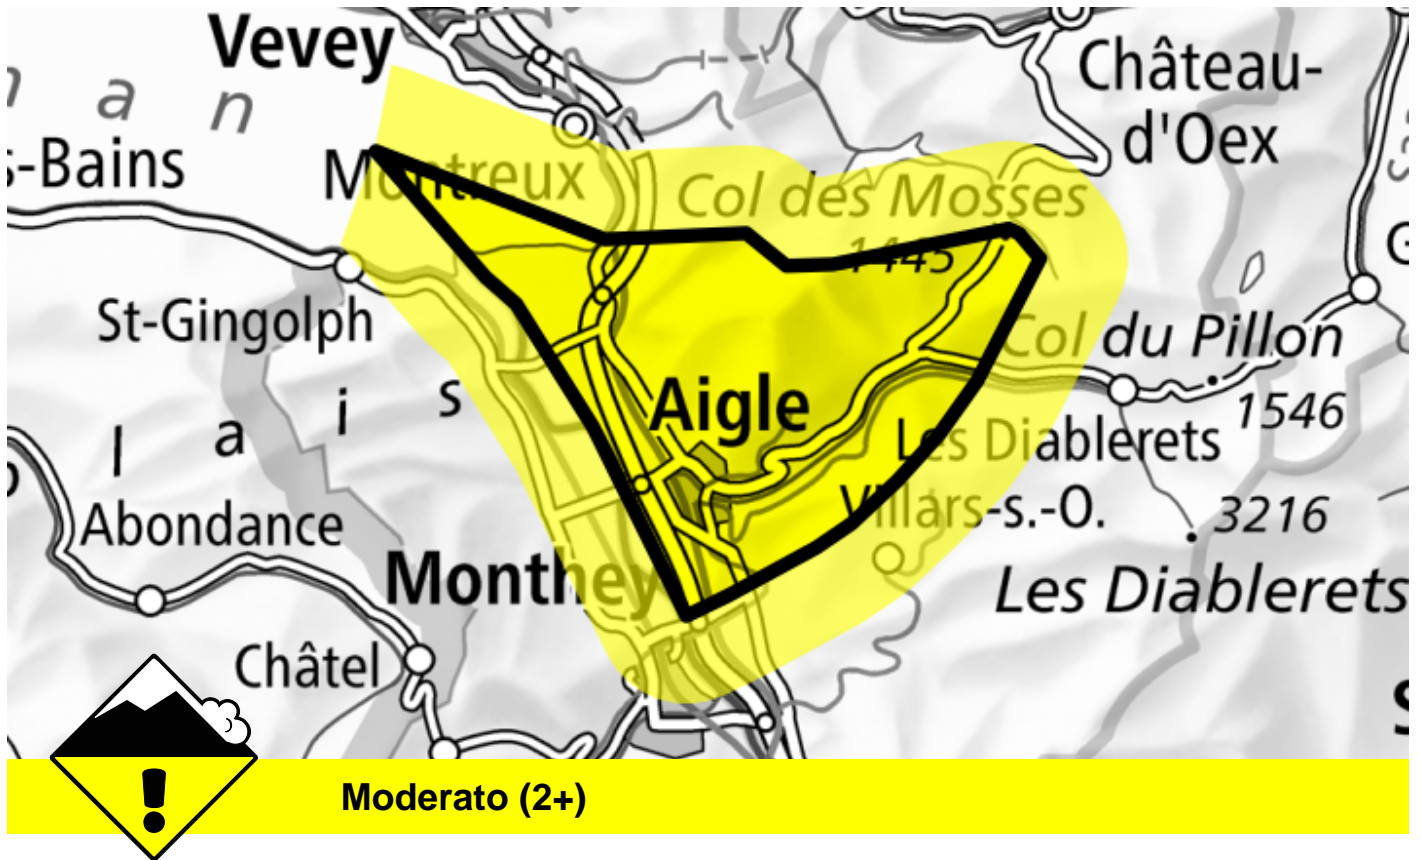 Vevey
Château-
d'Oex
a n
-Bains
Montreux
Col des Mosses
1445
St-Gingolph
Col du Pillon
1546
Aigle
l a i s
Les Diablerets
Villars-s.-O.
3216
Abondance
Monthey
Les Diablerets
Châtel
Moderato (2+)